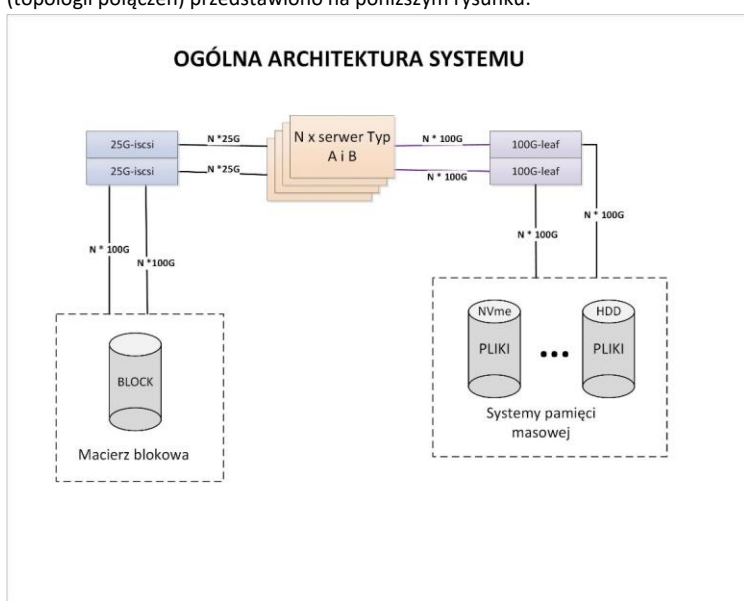 (topologii połączeń) przedstawiono na poniższym rysunku:
OGÓLNA ARCHITEKTURA SYSTEMU
25G-iscsi
25G-iscsi
N *25G
N *25G
N x serwer Typ
A i B
N * 100G
N * 100G
100G-leaf
100G-leaf
N * 100G
N *100G
N * 100G
N * 100G
BLOCK
Macierz blokowa
NVme
PLIKI
...
HDD
PLIKI
Systemy pamięci
masowej